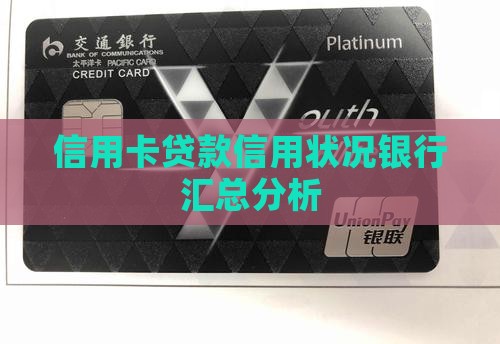 交通銀行
BANK OF COMMUNICATIONS
太平洋卡 PACIFIC CARD
CREDIT CARD
Platinum
outh
信用卡贷款信用状况银行
汇总分析
UnionPay
银联